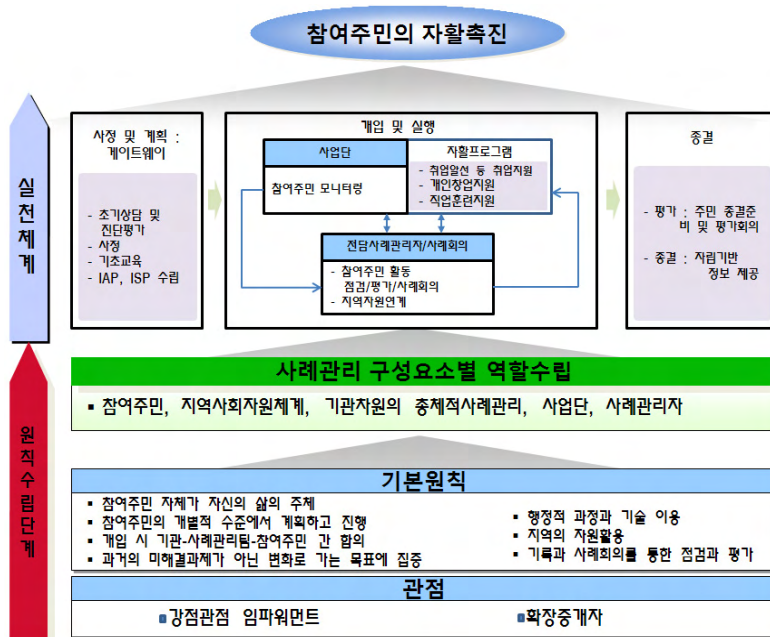 참여주민의 자활촉진
실천체계
사정 및 계획 :
게이트웨이
- 초기상담 및
진단평가
- 사정
- 기초교육
- IAP, ISP 수립
개입 및 실행
사업단
참여주민 모니터링
자활프로그램
- 취업알선 등 취업지원
- 개인창업지원
- 직업훈련지원
전담사례관리자/사례회의
- 참여주민 활동
점검/평가/사례회의
- 지역자원연계
종결
- 평가 : 주민 종결준
비 및 평가회의
- 종결 : 자립기반
정보 제공
원칙수립단계
사례관리 구성요소별 역할수립
▪ 참여주민, 지역사회자원체계, 기관차원의 총체적사례관리, 사업단, 사례관리자
기본원칙
▪ 참여주민 자체가 자신의 삶의 주체
▪ 참여주민의 개별적 수준에서 계획하고 진행
▪ 개입 시 기관-사례관리팀-참여주민 간 합의
▪ 과거의 미해결과제가 아닌 변화로 가는 목표에 집중
▪ 행정적 과정과 기술 이용
▪ 지역의 자원활용
▪ 기록과 사례회의를 통한 점검과 평가
관점
강점관점 임파워먼트
확장중개자